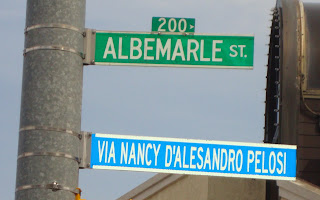 200
ALBEMARLE ST.
VIA NANCY D'ALESANDRO PELOSI